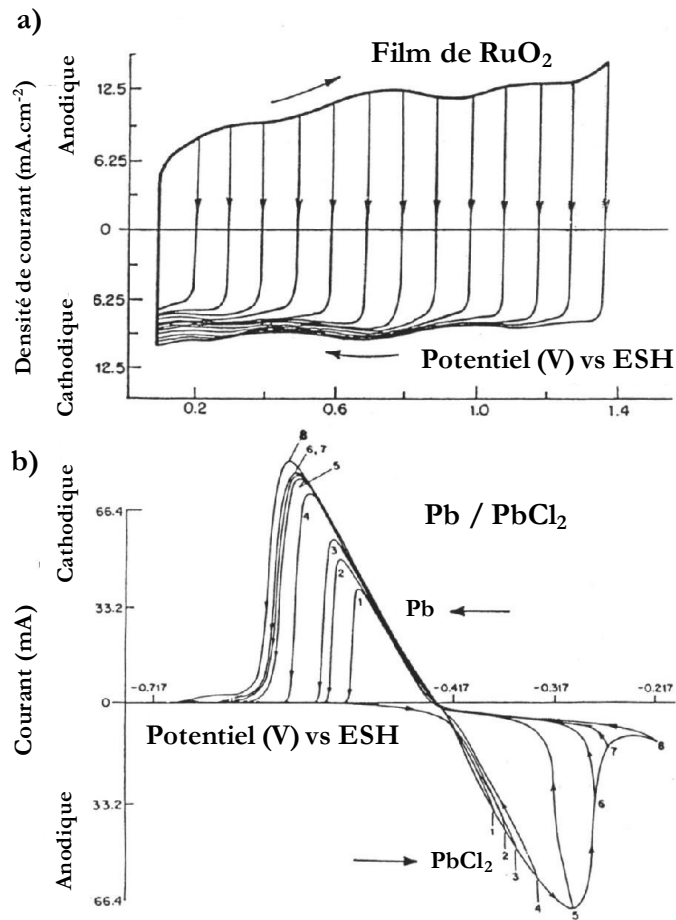 a)
Film de RuO2
Densité de courant (mA.cm-2)
Anodique
Cathodique
12.5
6.25
0
6.25
12.5
Potentiel (V) vs ESH
0.2
0.6
1.0
1.4
b)
Courant (mA)
Cathodique
Anodique
66.4
33.2
0
33.2
66.4
8
6,7
5
4
3
2
1
Pb / PbCl2
Pb
-0.717
-0.417
-0.317
-0.217
Potentiel (V) vs ESH
PbCl2
1
2
3
4
5
6
7
8